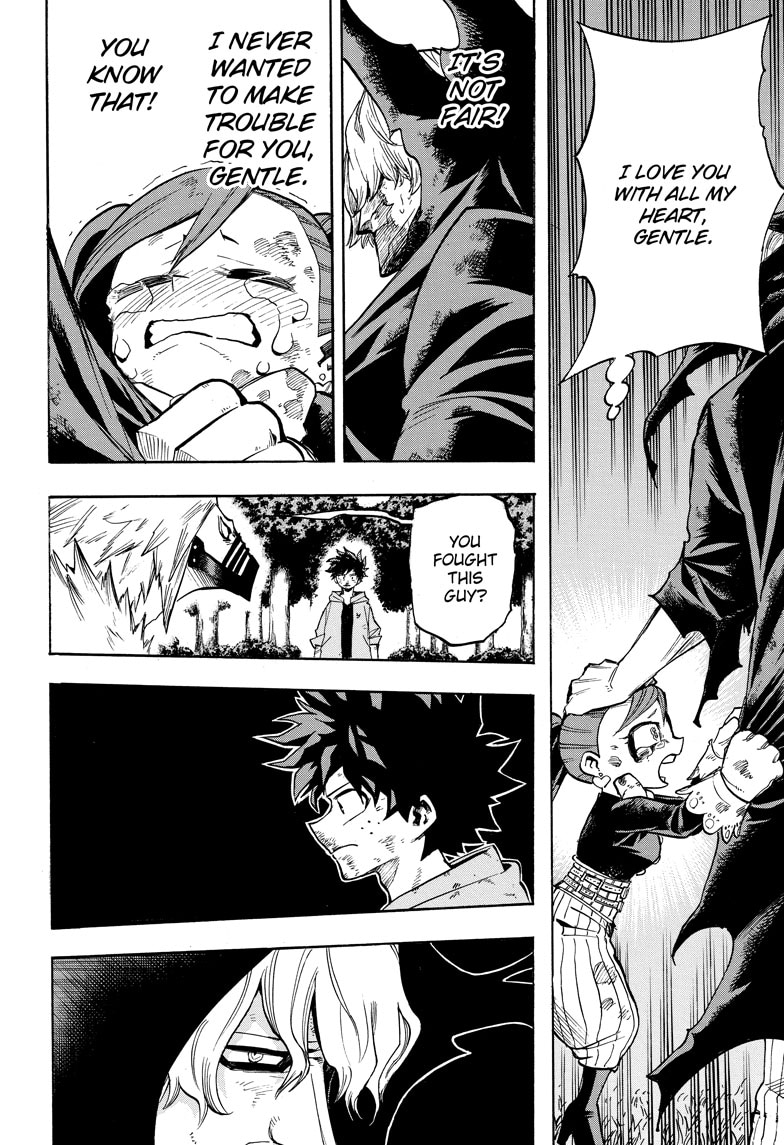 I LOVE YOU
WITH ALL MY
HEART,
GENTLE.
IT'S
NOT
FAIR!
I NEVER
WANTED
TO MAKE
TROUBLE
FOR YOU,
GENTLE.
YOU
KNOW
THAT!
YOU
FOUGHT
THIS
GUY?